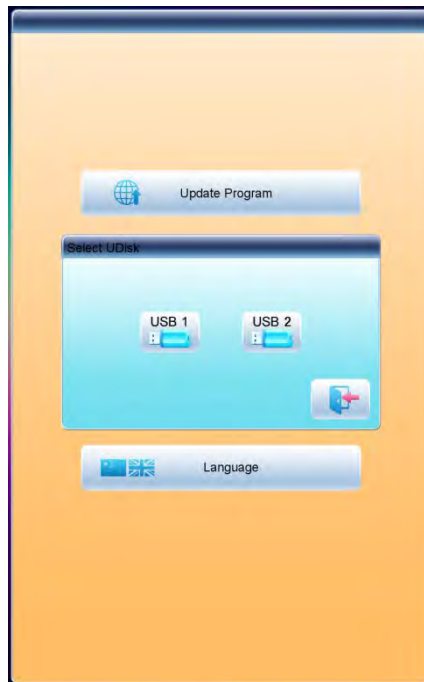 Update Program
Select UDisk
USB 1
USB 2
Language